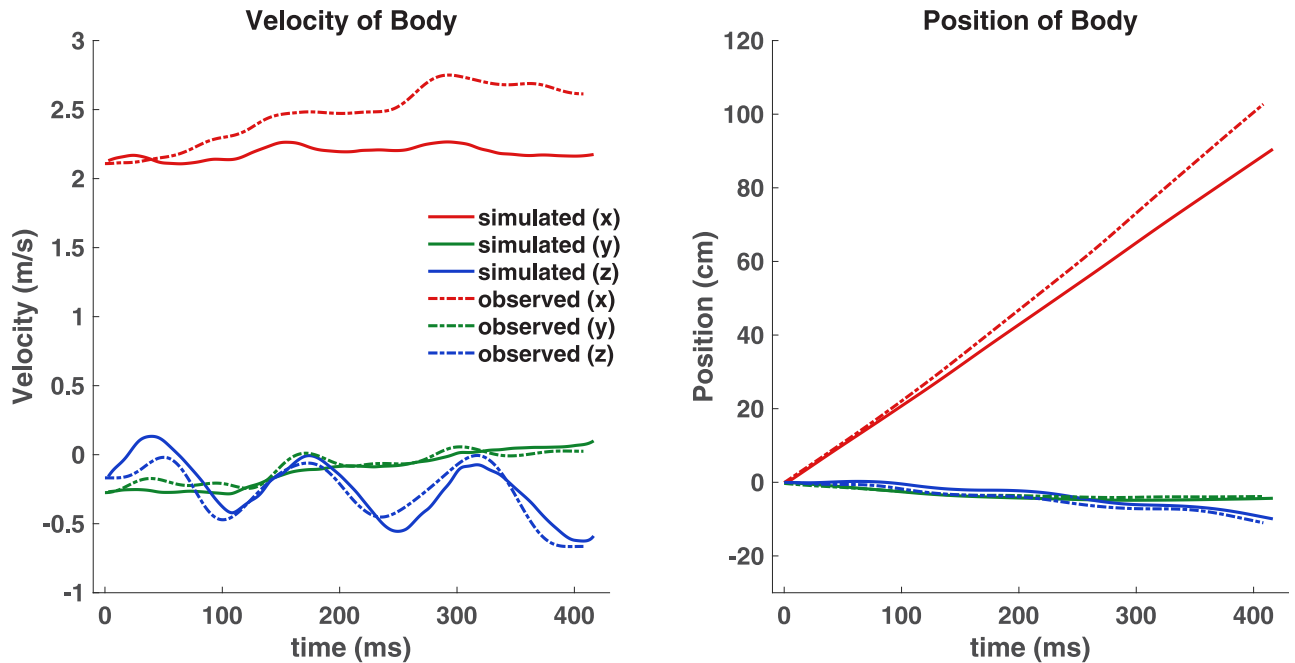 Velocity of Body
3
2.5
2
1.5
1
0.5
0
-0.5
-1
Velocity (m/s)
simulated (x)
simulated (y)
simulated (z)
observed (x)
observed (y)
observed (z)
0 100 200 300 400
time (ms)
Position of Body
120
100
80
60
40
20
0
-20
Position (cm)
0 100 200 300 400
time (ms)